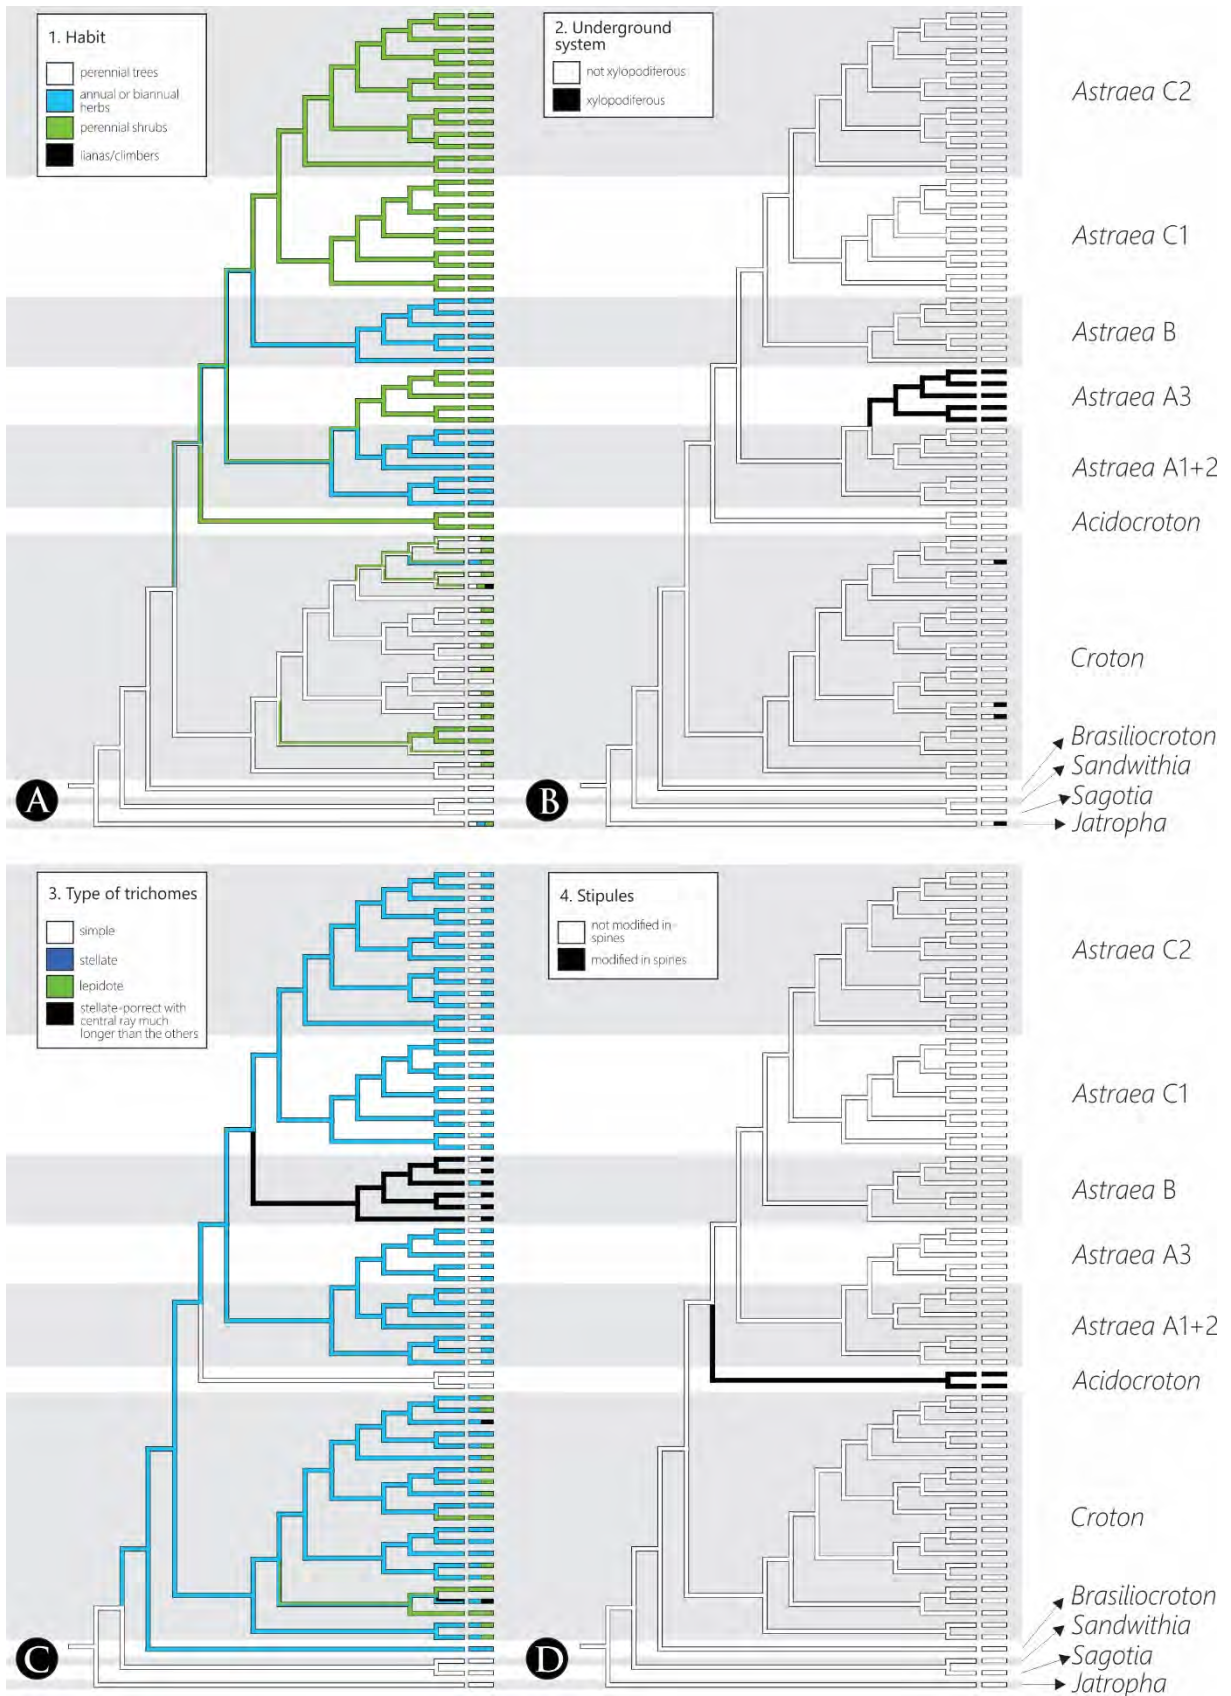 1. Habit
perennial trees
annual or biannual
herbs
perennial shrubs
lianas/climbers
2. Underground
system
not xylopodiferous
xylopodiferous
Astraea C2
Astraea C1
Astraea B
Astraea A3
Astraea A1+2
Acidocroton
Croton
Brasiliocroton
Sandwithia
Sagotia
Jatropha
A
B
3. Type of trichomes
simple
stellate
lepidote
stellate-porrect with
central ray much
longer than the others
4. Stipules
not modified in
spines
modified in spines
Astraea C2
Astraea C1
Astraea B
Astraea A3
Astraea A1+2
Acidocroton
Croton
Brasiliocroton
Sandwithia
Sagotia
Jatropha
C
D